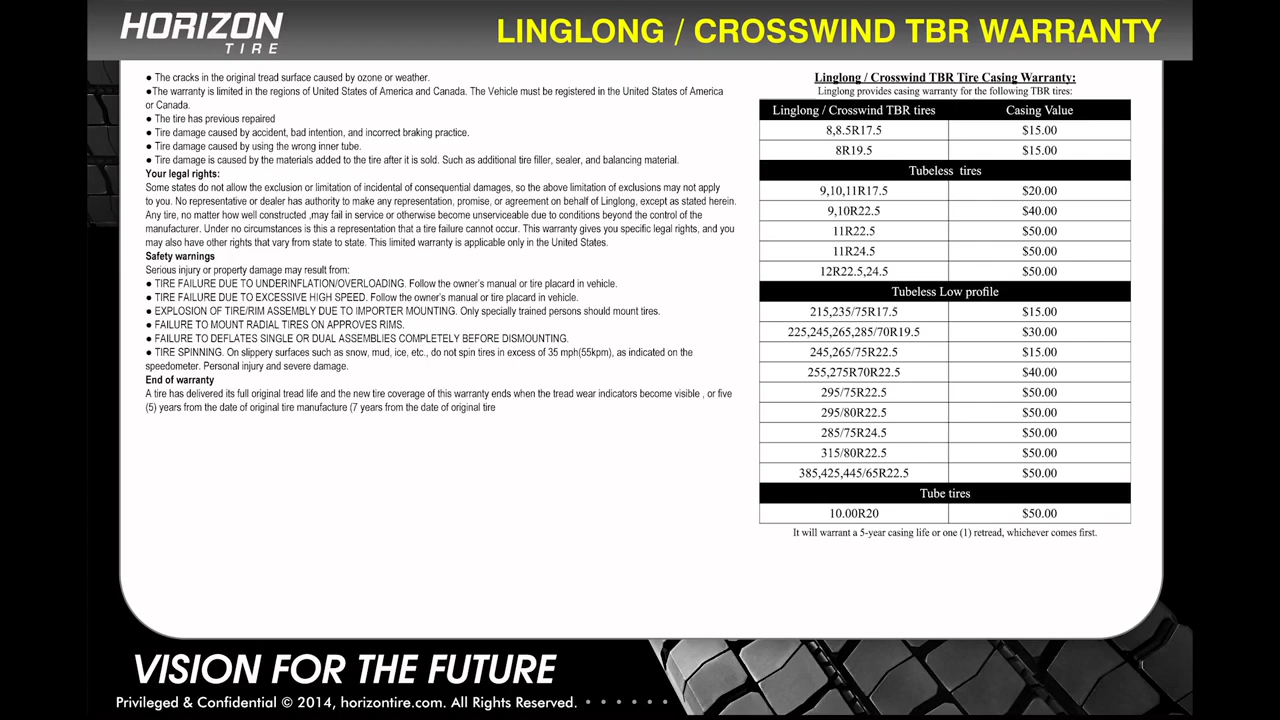 HORIZON
TIRE
LINGLONG / CROSSWIND TBR WARRANTY
● The cracks in the original tread surface caused by ozone or weather.
●The warranty is limited in the regions of United States of America and Canada. The Vehicle must be registered in the United States of America
or Canada.
● The tire has previous repaired
● Tire damage caused by accident, bad intention, and incorrect braking practice.
● Tire damage caused by using the wrong inner tube.
● Tire damage is caused by the materials added to the tire after it is sold. Such as additional tire filler, sealer, and balancing material.
Your legal rights:
Some states do not allow the exclusion or limitation of incidental of consequential damages, so the above limitation of exclusions may not apply
to you. No representative or dealer has authority to make any representation, promise, or agreement on behalf of Linglong, except as stated herein.
Any tire, no matter how well constructed ,may fail in service or otherwise become unserviceable due to conditions beyond the control of the
manufacturer. Under no circumstances is this a representation that a tire failure cannot occur. This warranty gives you specific legal rights, and you
may also have other rights that vary from state to state. This limited warranty is applicable only in the United States.
Safety warnings
Serious injury or property damage may result from:
● TIRE FAILURE DUE TO UNDERINFLATION/OVERLOADING. Follow the owner's manual or tire placard in vehicle.
● TIRE FAILURE DUE TO EXCESSIVE HIGH SPEED. Follow the owner's manual or tire placard in vehicle.
● EXPLOSION OF TIRE/RIM ASSEMBLY DUE TO IMPORTER MOUNTING. Only specially trained persons should mount tires.
● FAILURE TO MOUNT RADIAL TIRES ON APPROVES RIMS.
● FAILURE TO DEFLATES SINGLE OR DUAL ASSEMBLIES COMPLETELY BEFORE DISMOUNTING.
● TIRE SPINNING. On slippery surfaces such as snow, mud, ice, etc., do not spin tires in excess of 35 mph(55kpm), as indicated on the
speedometer. Personal injury and severe damage.
End of warranty
A tire has delivered its full original tread life and the new tire coverage of this warranty ends when the tread wear indicators become visible , or five
(5) years from the date of original tire manufacture (7 years from the date of original tire
Linglong / Crosswind TBR Tire Casing Warranty:
Linglong provides casing warranty for the following TBR tires:
Linglong / Crosswind TBR tires Casing Value
8,8.5R17.5 $15.00
8R19.5 $15.00
Tubeless tires
9,10,11R17.5 $20.00
9,10R22.5 $40.00
11R22.5 $50.00
11R24.5 $50.00
12R22.5,24.5 $50.00
Tubeless Low profile
215,235/75R17.5 $15.00
225,245,265,285/70R19.5 $30.00
245,265/75R22.5 $15.00
255,275R70R22.5 $40.00
295/75R22.5 $50.00
295/80R22.5 $50.00
285/75R24.5 $50.00
315/80R22.5 $50.00
385,425,445/65R22.5 $50.00
Tube tires
10.00R20 $50.00
It will warrant a 5-year casing life or one (1) retread, whichever comes first.
VISION FOR THE FUTURE
Privileged & Confidential © 2014, horizontire.com. All Rights Reserved.